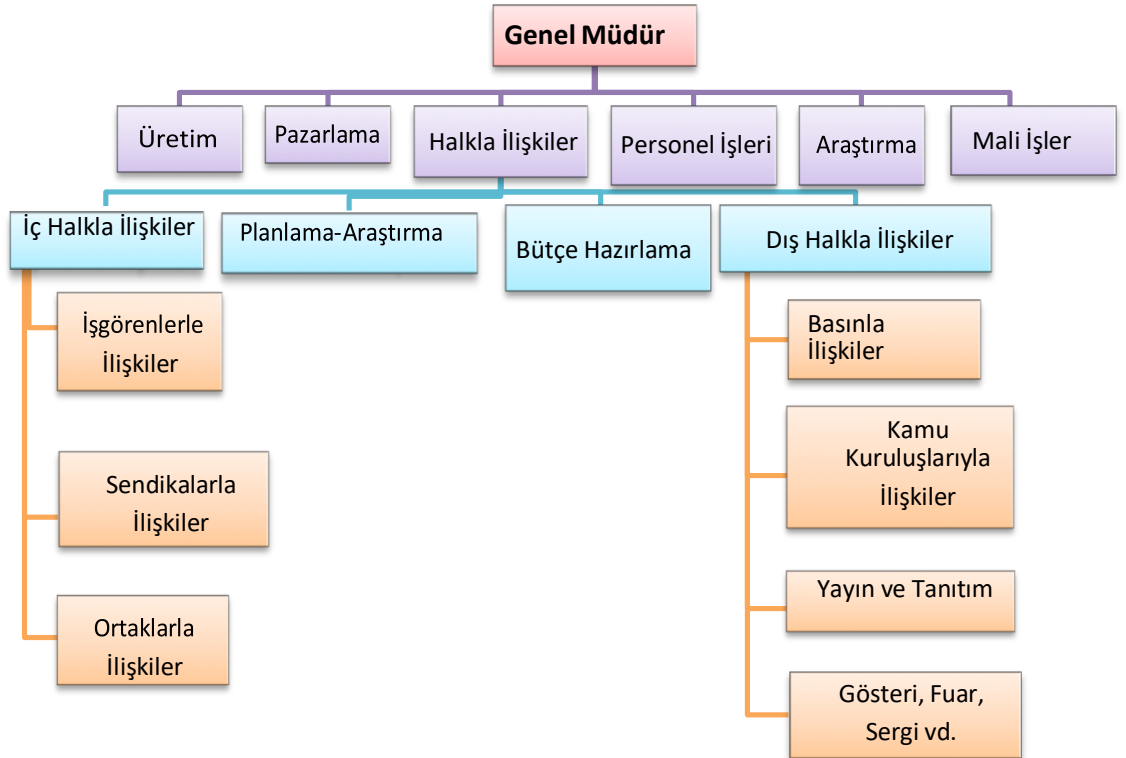 Genel Müdür
Üretim
Pazarlama
Halkla İlişkiler
Personel İşleri
Araştırma
Mali İşler
İç Halkla İlişkiler
Planlama-Araştırma
Bütçe Hazırlama
Dış Halkla İlişkiler
İşgörenlerle
İlişkiler
Sendikalarla
İlişkiler
Ortaklarla
İlişkiler
Basınla
İlişkiler
Kamu
Kuruluşlarıyla
İlişkiler
Yayın ve Tanıtım
Gösteri, Fuar,
Sergi vd.